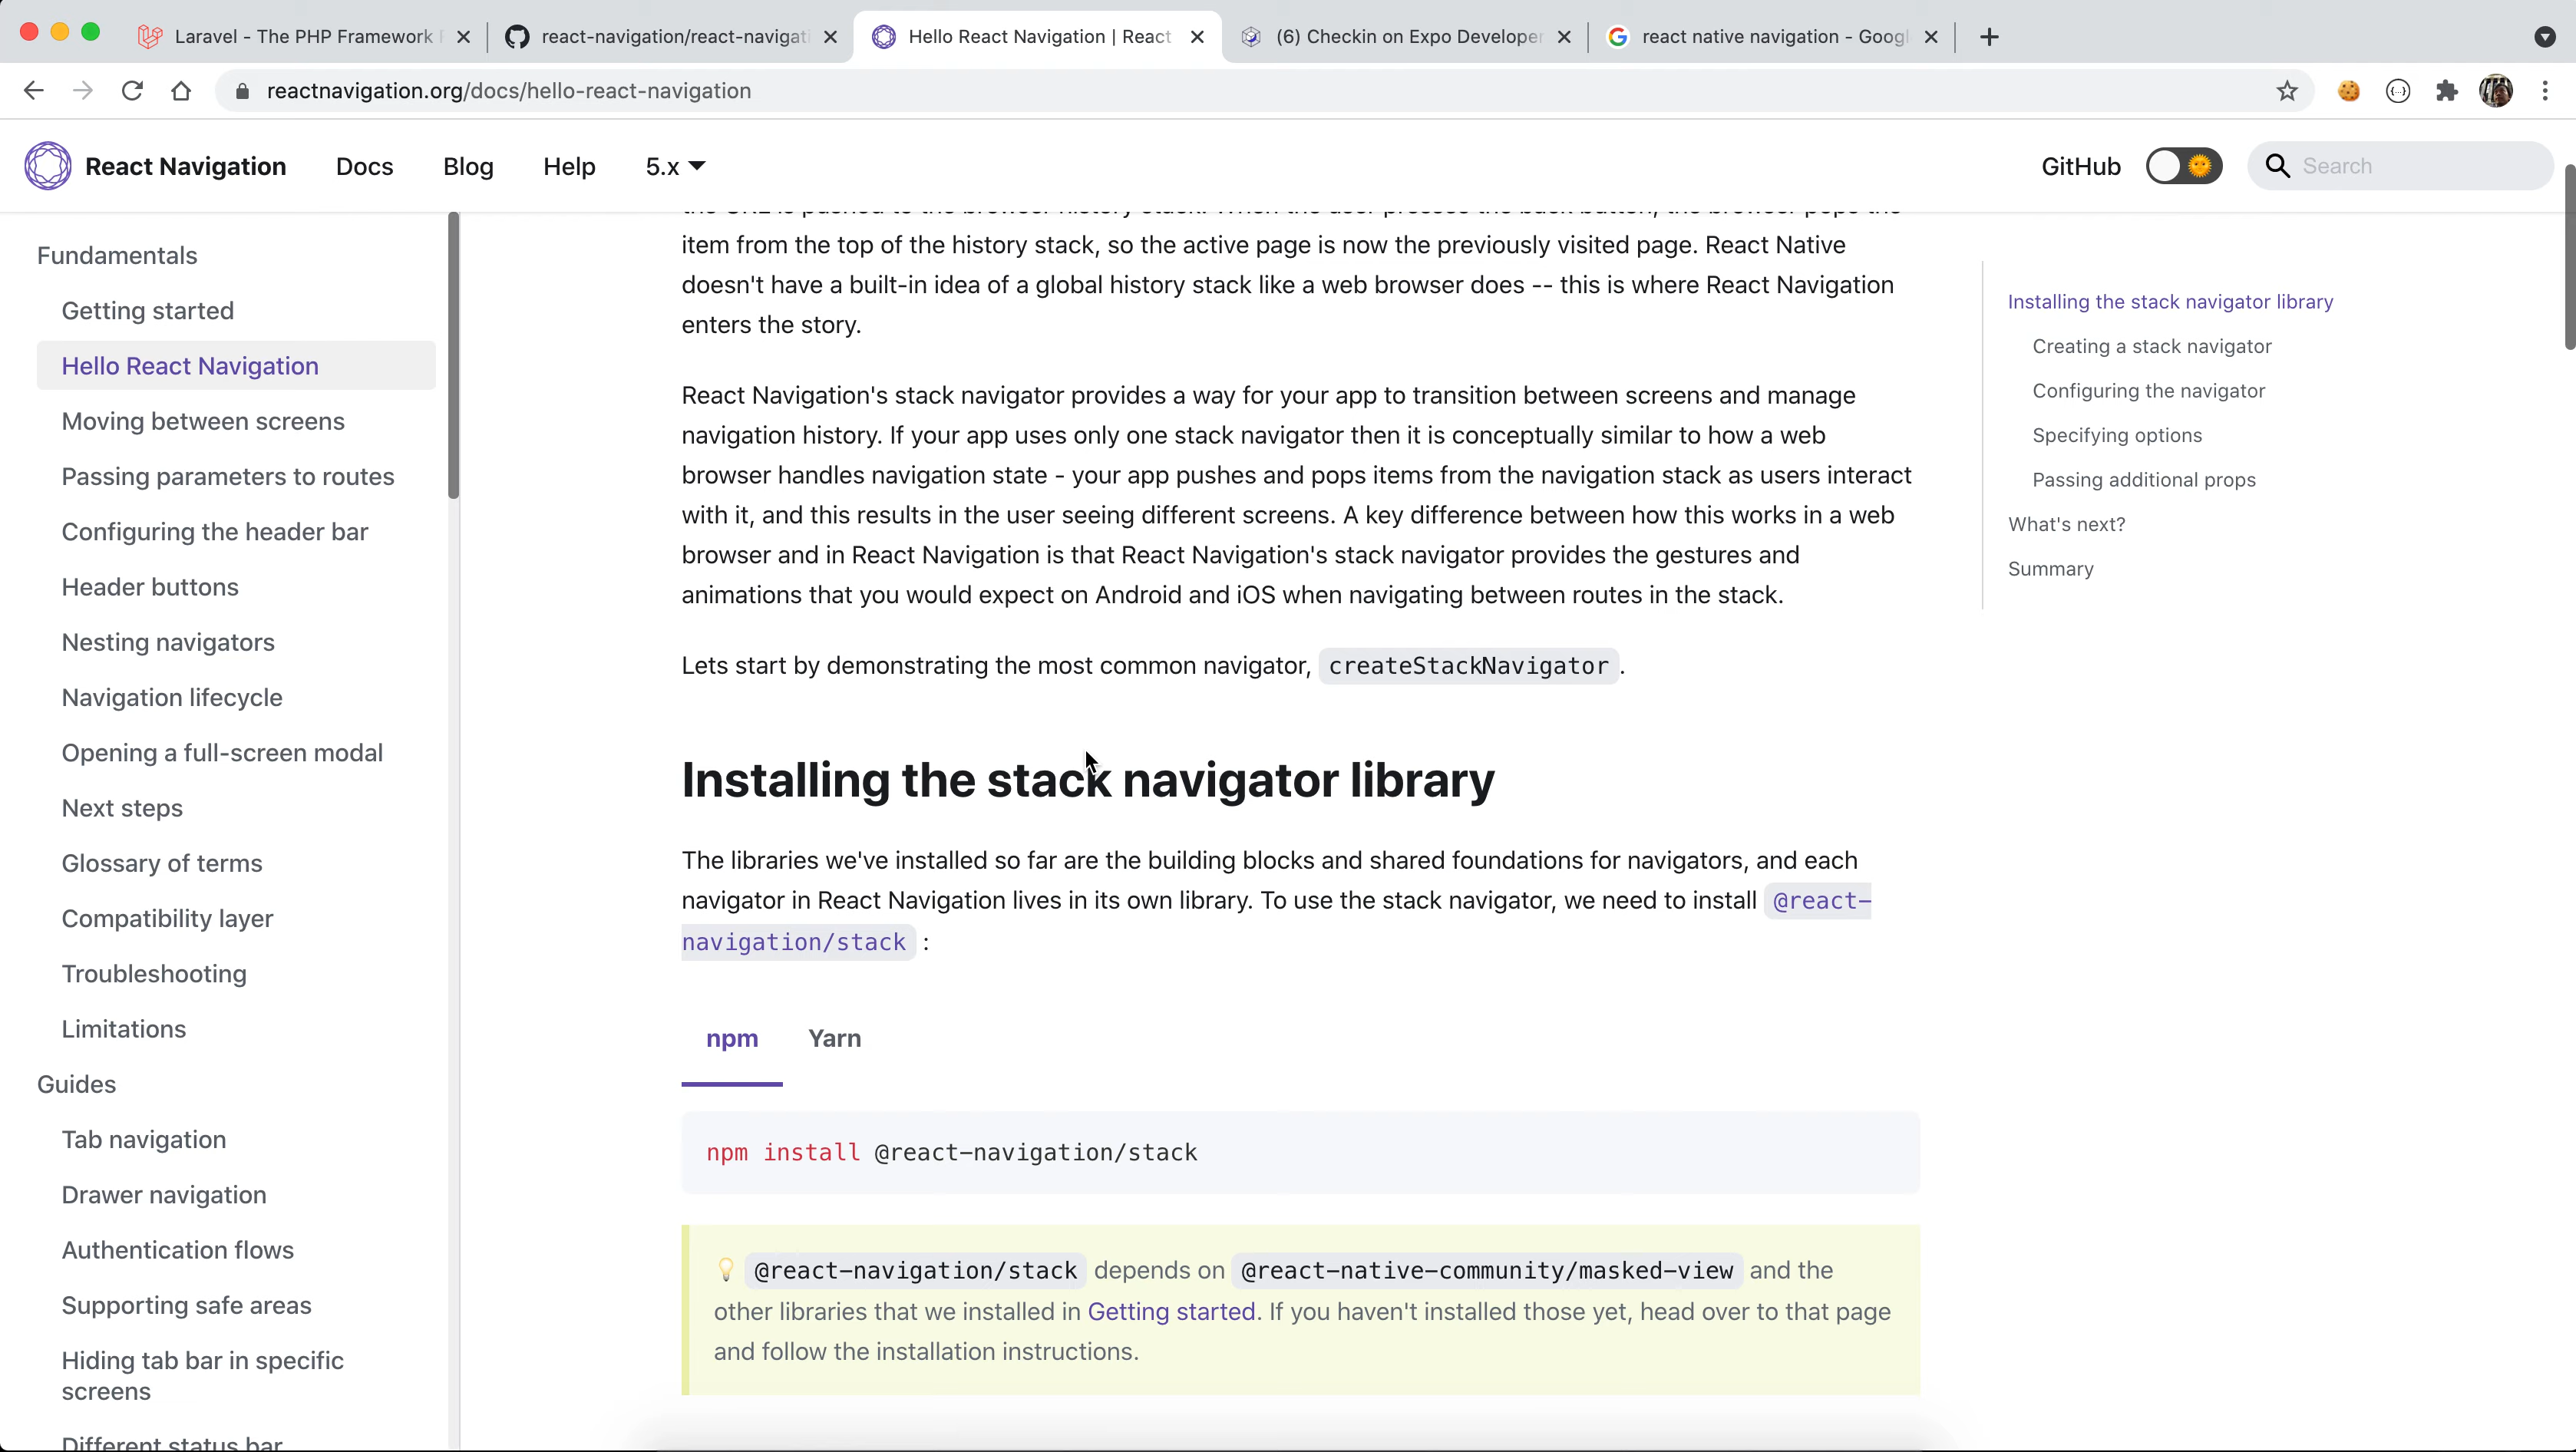 Laravel - The PHP Framework
react-navigation/react-navigati
Hello React Navigation | React
(6) Checkin on Expo Developer
react native navigation - Googl
reactnavigation.org/docs/hello-react-navigation
React Navigation
Docs
Blog
Help
5.x
GitHub
Search
Fundamentals
Getting started
Hello React Navigation
Moving between screens
Passing parameters to routes
Configuring the header bar
Header buttons
Nesting navigators
Navigation lifecycle
Opening a full-screen modal
Next steps
Glossary of terms
Compatibility layer
Troubleshooting
Limitations
Guides
Tab navigation
Drawer navigation
Authentication flows
Supporting safe areas
Hiding tab bar in specific
screens
Different status bar
the URL is pushed to the browser history stack. When the user presses the back button, the browser pops the
item from the top of the history stack, so the active page is now the previously visited page. React Native
doesn't have a built-in idea of a global history stack like a web browser does -- this is where React Navigation
enters the story.
React Navigation's stack navigator provides a way for your app to transition between screens and manage
navigation history. If your app uses only one stack navigator then it is conceptually similar to how a web
browser handles navigation state - your app pushes and pops items from the navigation stack as users interact
with it, and this results in the user seeing different screens. A key difference between how this works in a web
browser and in React Navigation is that React Navigation's stack navigator provides the gestures and
animations that you would expect on Android and iOS when navigating between routes in the stack.
Lets start by demonstrating the most common navigator, createStackNavigator.
Installing the stack navigator library
The libraries we've installed so far are the building blocks and shared foundations for navigators, and each
navigator in React Navigation lives in its own library. To use the stack navigator, we need to install @react-
navigation/stack :
npm
Yarn
npm install @react-navigation/stack
@react-navigation/stack depends on @react-native-community/masked-view and the
other libraries that we installed in Getting started. If you haven't installed those yet, head over to that page
and follow the installation instructions.
Installing the stack navigator library
Creating a stack navigator
Configuring the navigator
Specifying options
Passing additional props
What's next?
Summary